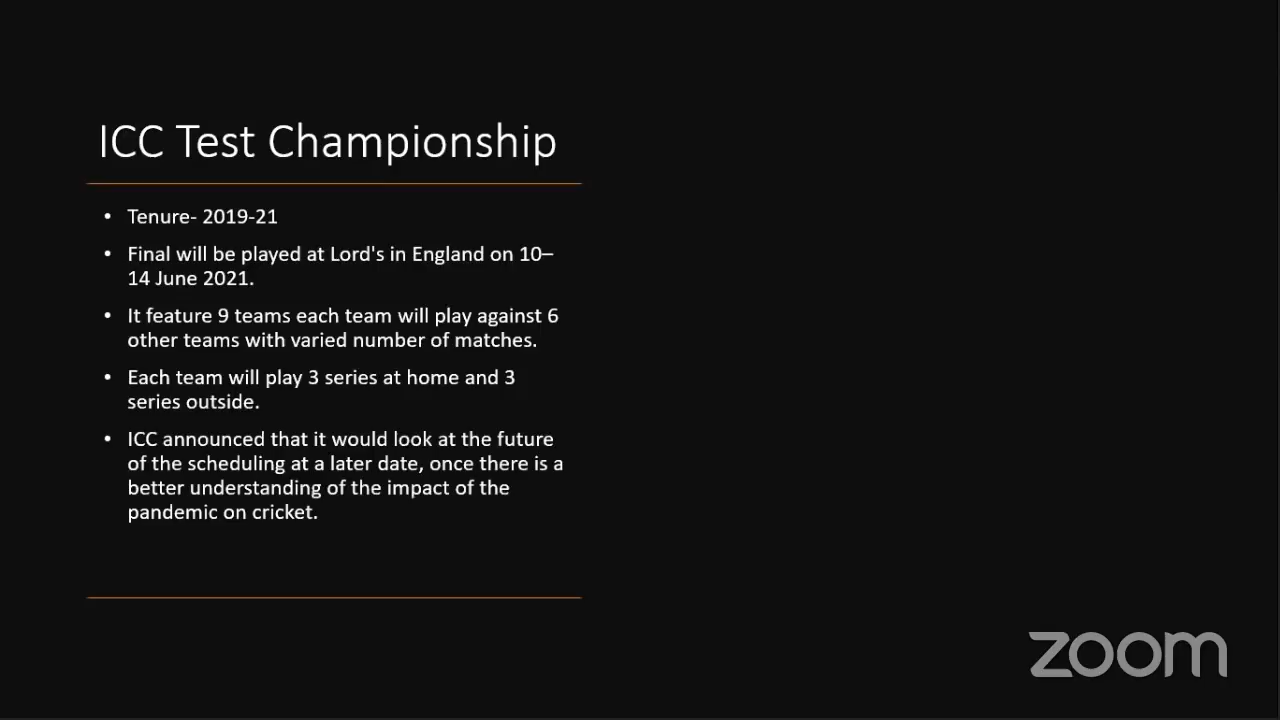 ICC Test Championship
• Tenure- 2019-21
• Final will be played at Lord's in England on 10–
14 June 2021.
• It feature 9 teams each team will play against 6
other teams with varied number of matches.
• Each team will play 3 series at home and 3
series outside.
• ICC announced that it would look at the future
of the scheduling at a later date, once there is a
better understanding of the impact of the
pandemic on cricket.
zoom